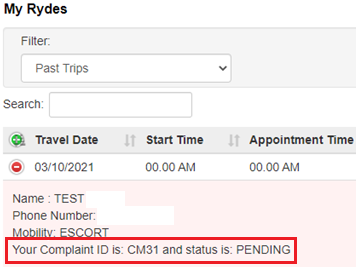 My Rydes
Filter:
Past Trips
Search:
Travel Date Start Time Appointment Time
03/10/2021 00.00 AM 00.00 AM
Name : TEST
Phone Number:
Mobility: ESCORT
Your Complaint ID is: CM31 and status is: PENDING